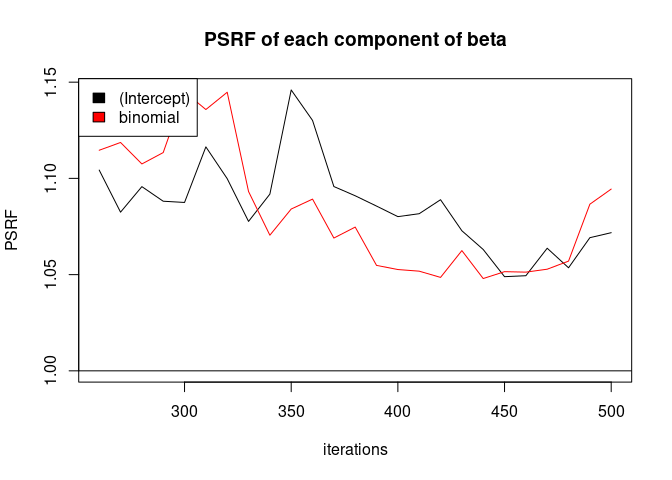 PSRF of each component of beta
(Intercept)
binomial
PSRF
1.15
1.10
1.05
1.00
300 350 400 450 500
iterations